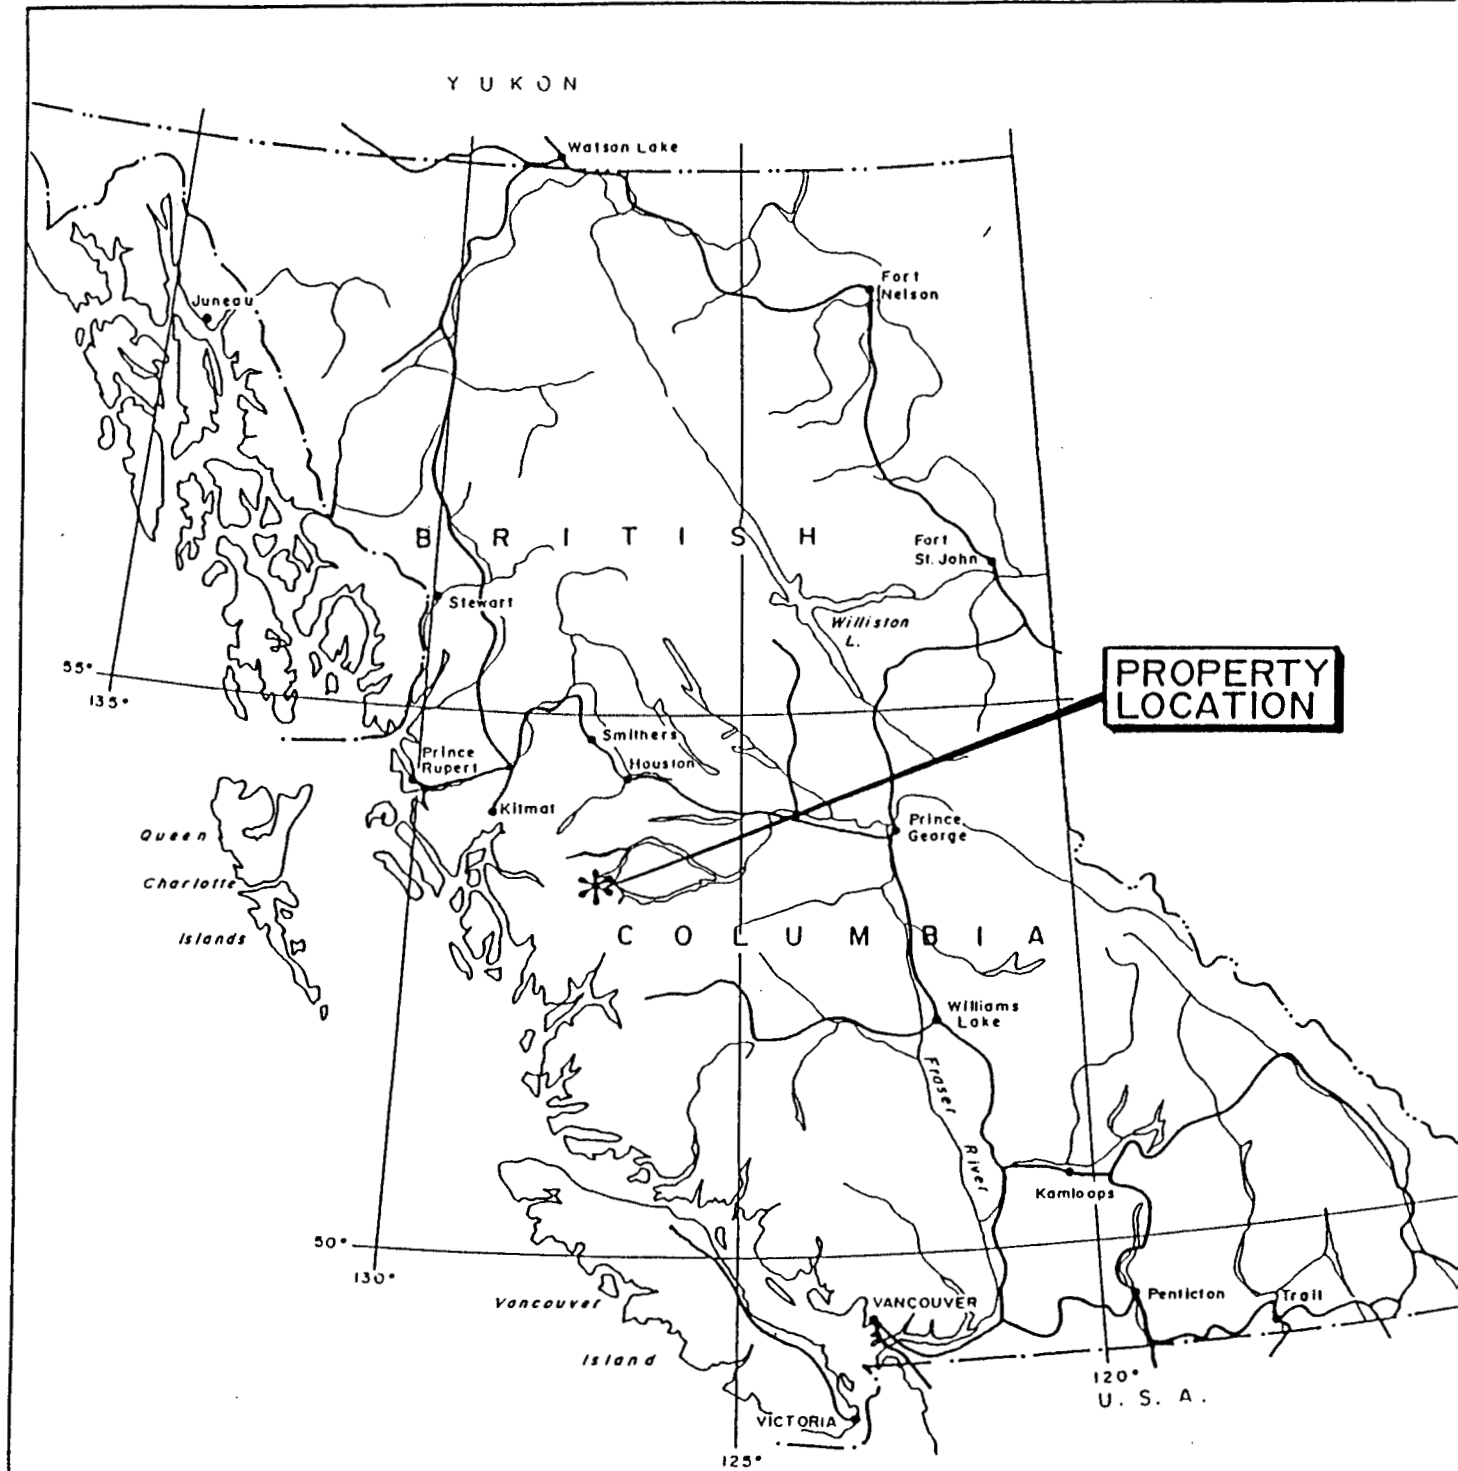 YUKON
Watson Lake
Juneau
Fort
Nelson
BRITISH
Fort
St. John
Stewart
Williston
L.
55°
135°
PROPERTY
LOCATION
Smithers
Prince
Rupert
Houston
Kitmat
Queen
Charlotte
Islands
Prince
George
COLUMBIA
Williams
Lake
Fraser
River
Kamloops
50°
130°
Vancouver
Island
VANCOUVER
Penticton
Trail
120°
U. S. A.
VICTORIA
125°